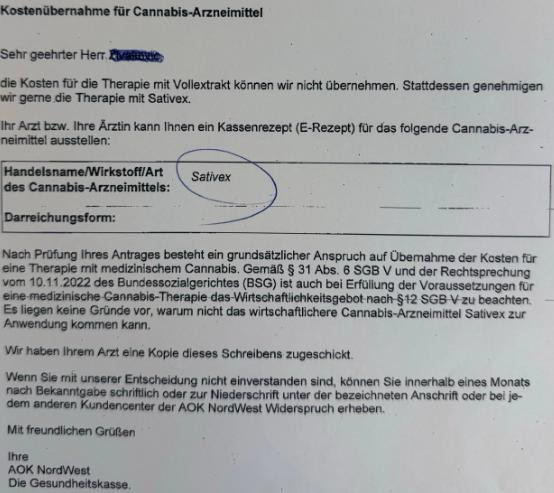 Kostenübernahme für Cannabis-Arzneimittel
Sehr geehrter Herr
die Kosten für die Therapie mit Vollextrakt können wir nicht übernehmen. Stattdessen genehmigen
wir gerne die Therapie mit Sativex.
Ihr Arzt bzw. Ihre Ärztin kann Ihnen ein Kassenrezept (E-Rezept) für das folgende Cannabis-Arz-
neimittel ausstellen:
Handelsname/Wirkstoff/Art Sativex
des Cannabis-Arzneimittels:
Darreichungsform:
Nach Prüfung Ihres Antrages besteht ein grundsätzlicher Anspruch auf Übernahme der Kosten für
eine Therapie mit medizinischem Cannabis. Gemäß § 31 Abs. 6 SGB V und der Rechtsprechung
vom 10.11.2022 des Bundessozialgerichtes (BSG) ist auch bei Erfüllung der Voraussetzungen für
eine medizinische Cannabis-Therapie das Wirtschaftlichkeitsgebot nach §12 SGB V zu beachten.
Es liegen keine Gründe vor, warum nicht das wirtschaftlichere Cannabis-Arzneimittel Sativex zur
Anwendung kommen kann.
Wir haben Ihrem Arzt eine Kopie dieses Schreibens zugeschickt.
Wenn Sie mit unserer Entscheidung nicht einverstanden sind, können Sie innerhalb eines Monats
nach Bekanntgabe schriftlich oder zur Niederschrift unter der bezeichneten Anschrift oder bei je-
dem anderen Kundencenter der AOK NordWest Widerspruch erheben.
Mit freundlichen Grüßen
Ihre
AOK NordWest
Die Gesundheitskasse.